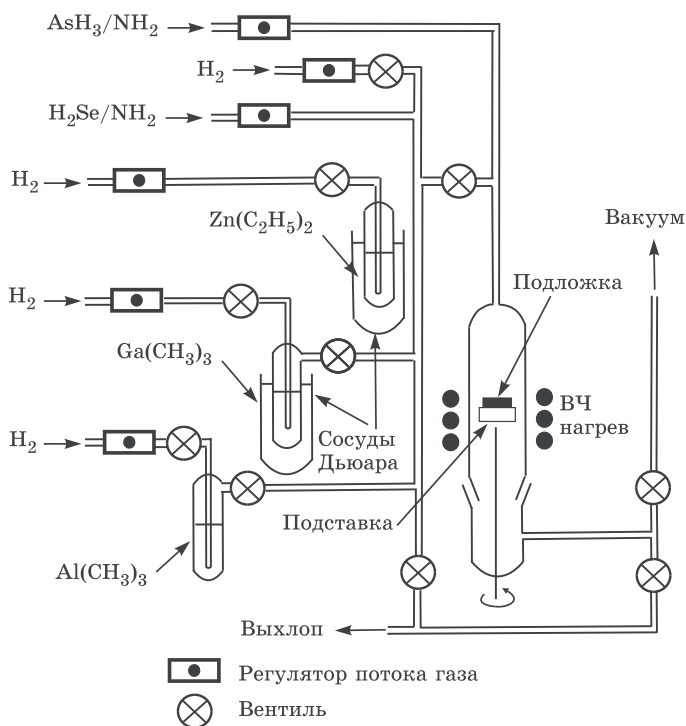 AsH₃/NH₂
H₂
H₂Se/NH₂
H₂
Zn(C₂H₅)₂
Вакуум
H₂
Подложка
Ga(CH₃)₃
ВЧ
нагрев
H₂
Сосуды
Дьюара
Подставка
Al(CH₃)₃
Выхлоп
Регулятор потока газа
Вентиль